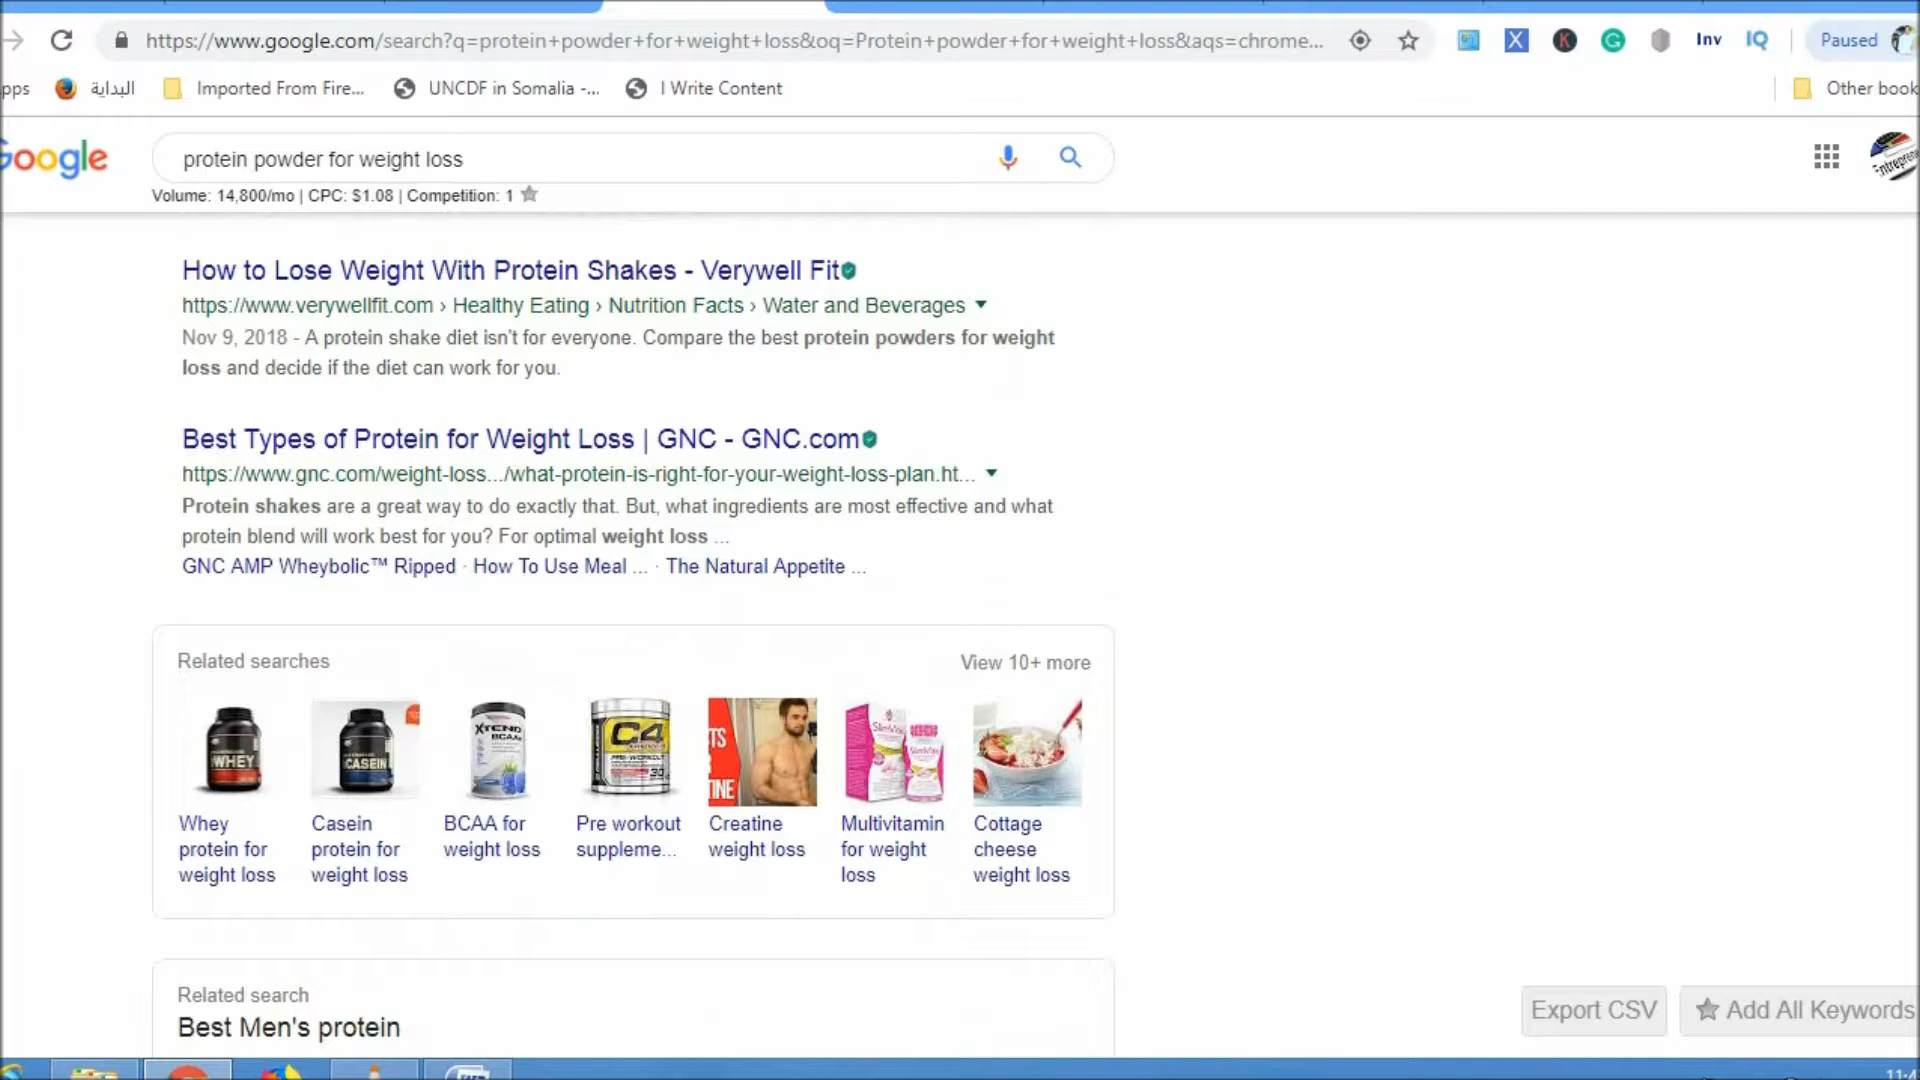 https://www.google.com/search?q=protein+powder+for+weight+loss&oq=Protein+powder+for+weight+loss&aqs=chrome...
Inv
IQ
Paused
البداية
Imported From Fire...
UNCDF in Somalia -...
I Write Content
Other book
Google
protein powder for weight loss
Volume: 14,800/mo | CPC: $1.08 | Competition: 1
How to Lose Weight With Protein Shakes - Verywell Fit
https://www.verywellfit.com › Healthy Eating › Nutrition Facts › Water and Beverages
Nov 9, 2018 - A protein shake diet isn't for everyone. Compare the best protein powders for weight
loss and decide if the diet can work for you.
Best Types of Protein for Weight Loss | GNC - GNC.com
https://www.gnc.com/weight-loss.../what-protein-is-right-for-your-weight-loss-plan.ht...
Protein shakes are a great way to do exactly that. But, what ingredients are most effective and what
protein blend will work best for you? For optimal weight loss ...
GNC AMP Wheybolic™ Ripped · How To Use Meal ... · The Natural Appetite ...
Related searches
View 10+ more
WHEY
CASEIN
XTEND
BCAAs
C4
PRE-WORKOUT
30
Whey
protein for
weight loss
Casein
protein for
weight loss
BCAA for
weight loss
Pre workout
suppleme...
Creatine
weight loss
Multivitamin
for weight
loss
Cottage
cheese
weight loss
Related search
Best Men's protein
Export CSV
Add All Keywords